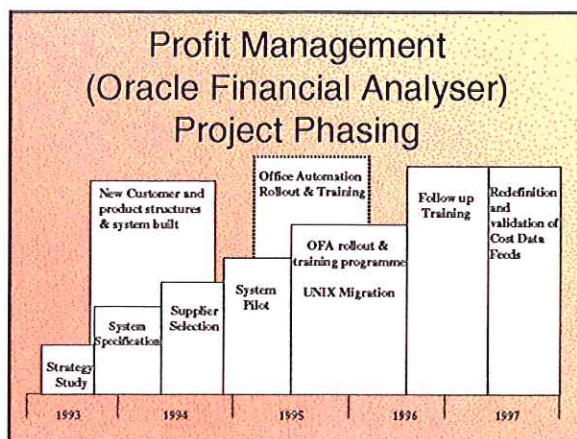 Profit Management
(Oracle Financial Analyser)
Project Phasing
Office Automation
Rollout & Training
New Customer and
product structures
& system built
Follow up
Training
Redefinition
and
validation of
Cost Data
Feeds
OFA rollout &
training programme
UNIX Migration
System
Pilot
Supplier
Selection
System
Specification
Strategy
Study
1993
1994
1995
1996
1997